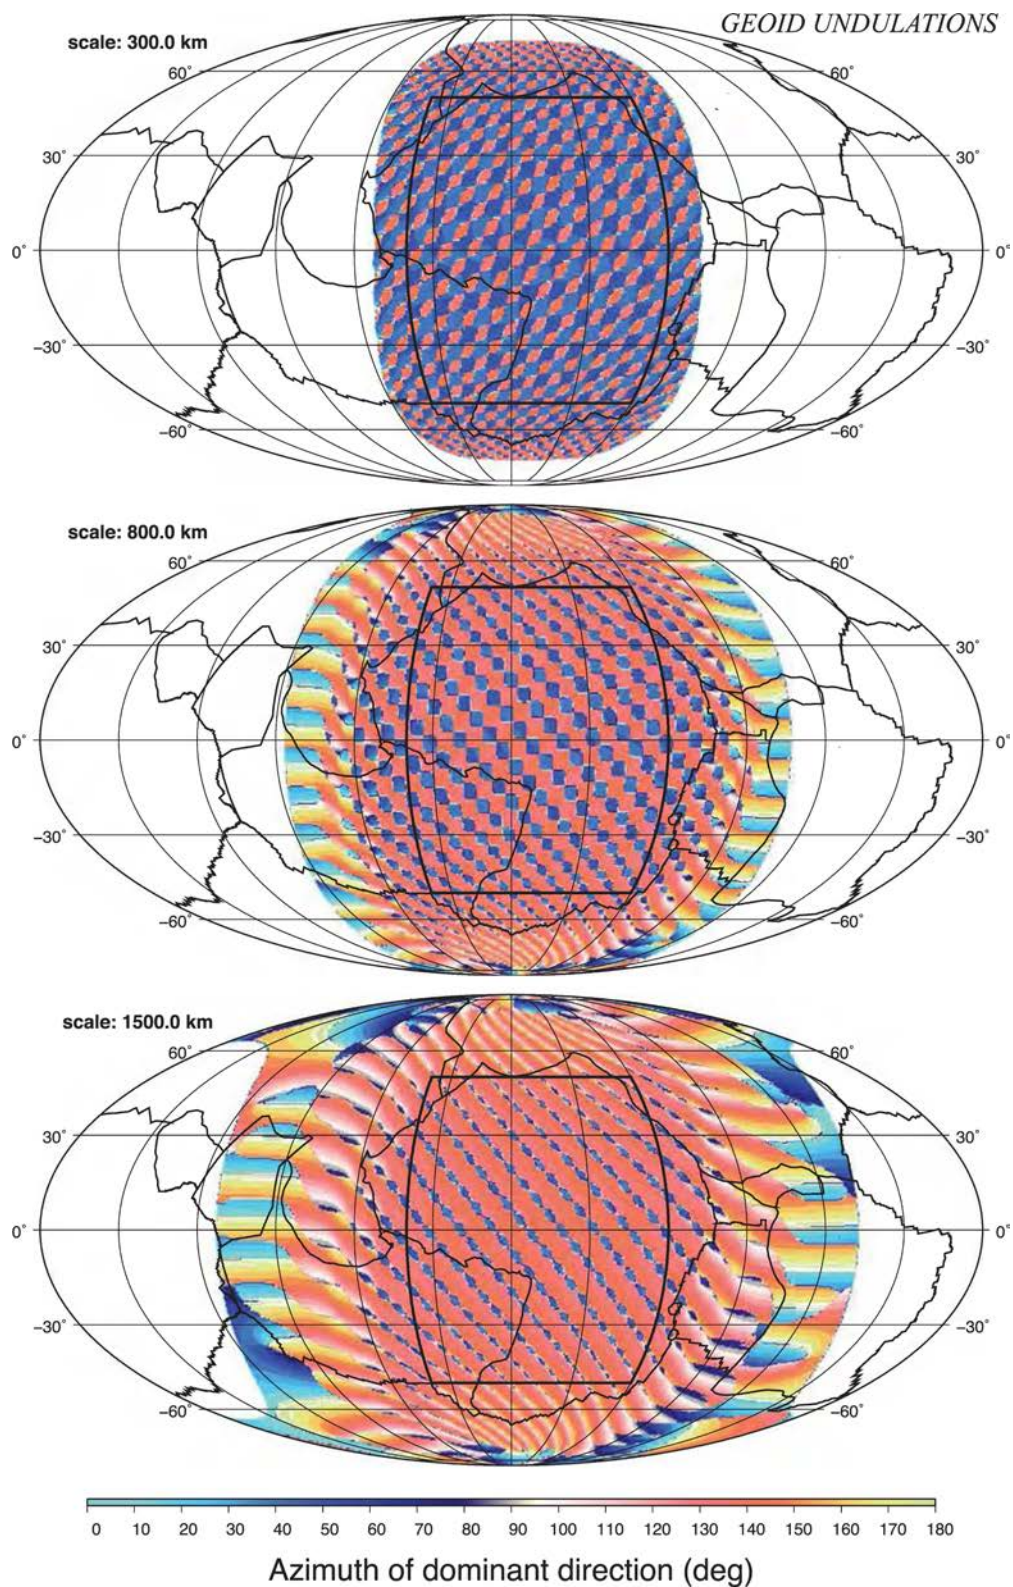 GEOID UNDULATIONS
scale: 300.0 km
60° 60°
30° 30°
0° 0°
−30° −30°
−60° −60°
scale: 800.0 km
60° 60°
30° 30°
0° 0°
−30° −30°
−60° −60°
scale: 1500.0 km
60° 60°
30° 30°
0° 0°
−30° −30°
−60° −60°
0 10 20 30 40 50 60 70 80 90 100 110 120 130 140 150 160 170 180
Azimuth of dominant direction (deg)